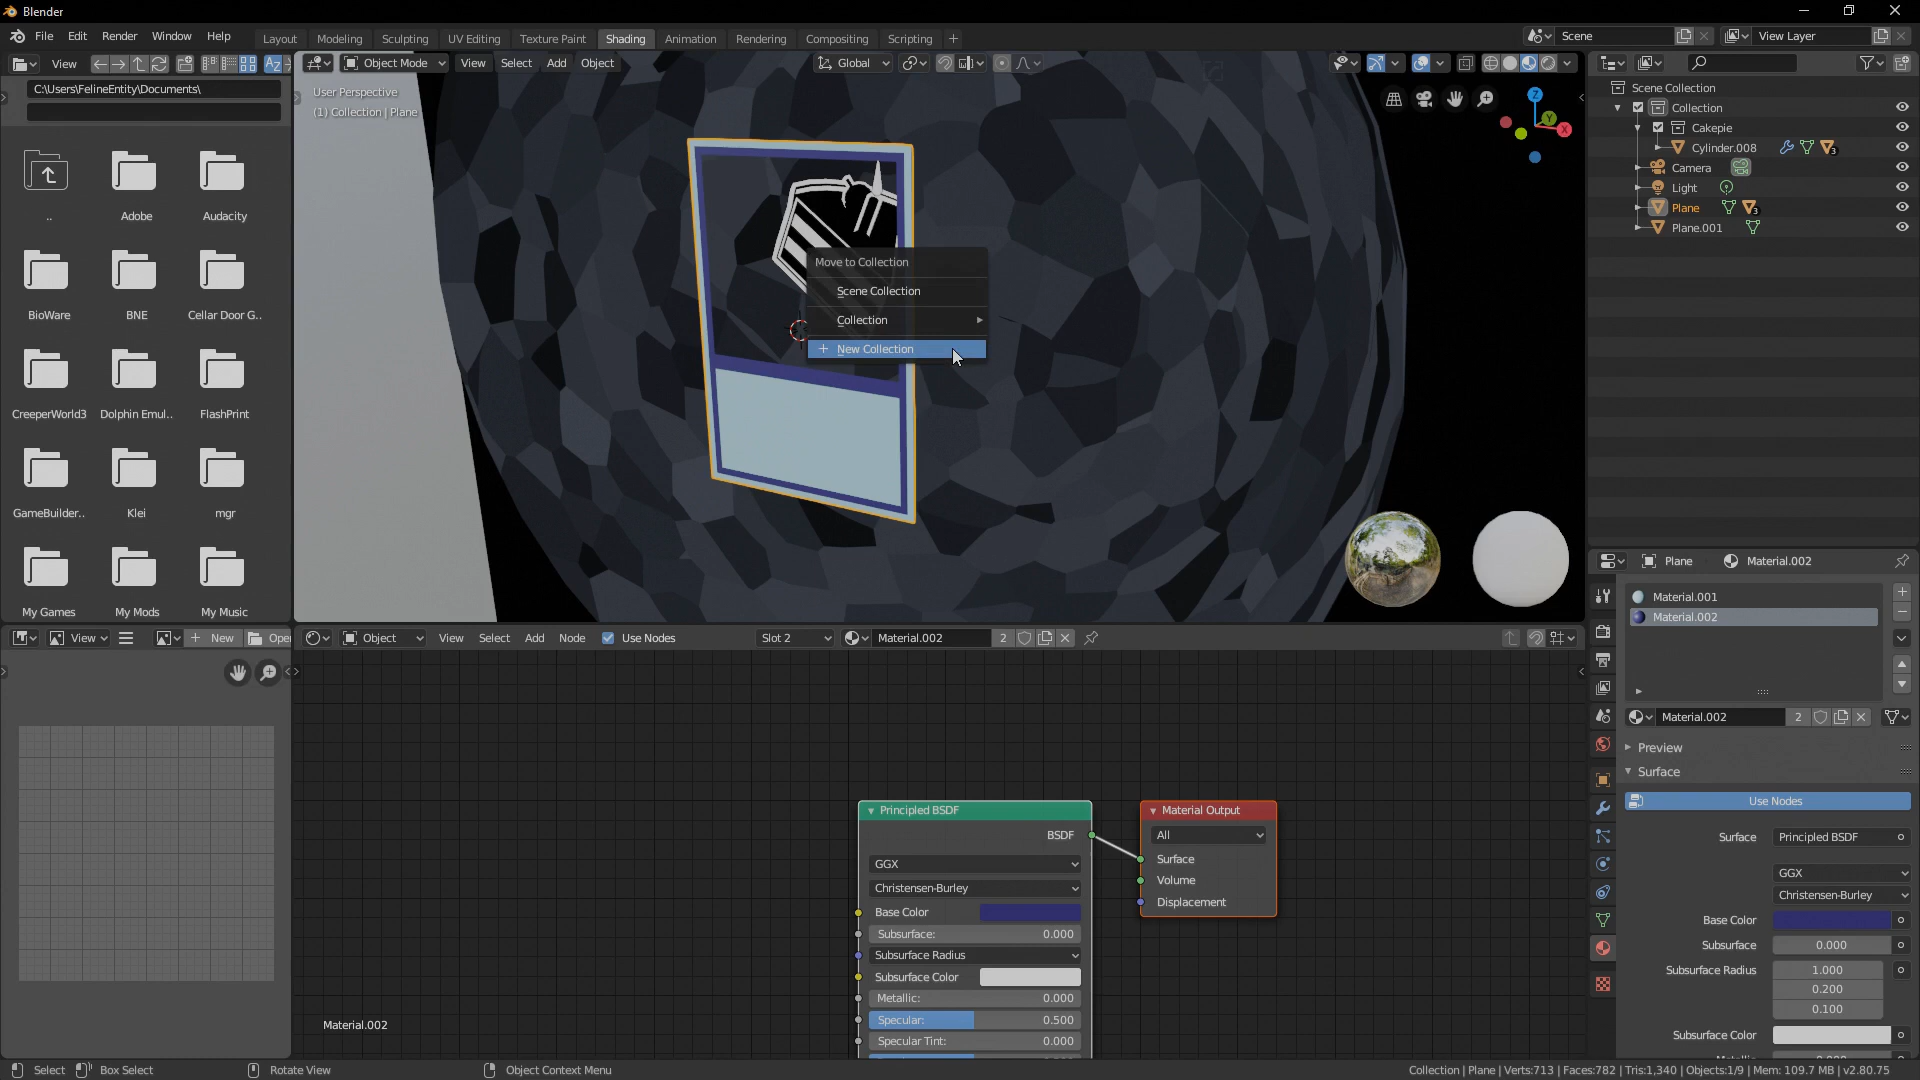 Blender
File Edit Render Window Help
Layout Modeling Sculpting UV Editing Texture Paint Shading Animation Rendering Compositing Scripting
Scene
View Layer
View
C:\Users\FelineEntity\Documents\
..
Adobe
Audacity
BioWare
BNE
Cellar Door G..
CreeperWorld3
Dolphin Emul..
FlashPrint
GameBuilder..
Klei
mgr
My Games
My Mods
My Music
Object Mode View Select Add Object
Global
User Perspective
(1) Collection | Plane
Z
Y
X
Move to Collection
Scene Collection
Collection
New Collection
Scene Collection
Collection
Cakepie
Cylinder.008
3
Camera
Light
Plane
3
Plane.001
View New Open
Object View Select Add Node Use Nodes Slot 2 Material.002 2
Principled BSDF
BSDF
GGX
Christensen-Burley
Base Color
Subsurface: 0.000
Subsurface Radius
Subsurface Color
Metallic: 0.000
Specular: 0.500
Specular Tint: 0.000
Material Output
All
Surface
Volume
Displacement
Material.002
Plane Material.002
Material.001
Material.002
Material.002 2
Preview
Surface
Use Nodes
Surface Principled BSDF
GGX
Christensen-Burley
Base Color
Subsurface 0.000
Subsurface Radius 1.000
0.200
0.100
Subsurface Color
Select Box Select Rotate View Object Context Menu
Collection | Plane | Verts:713 | Faces:782 | Tris:1,340 | Objects:1/9 | Mem: 109.7 MB | v2.80.75